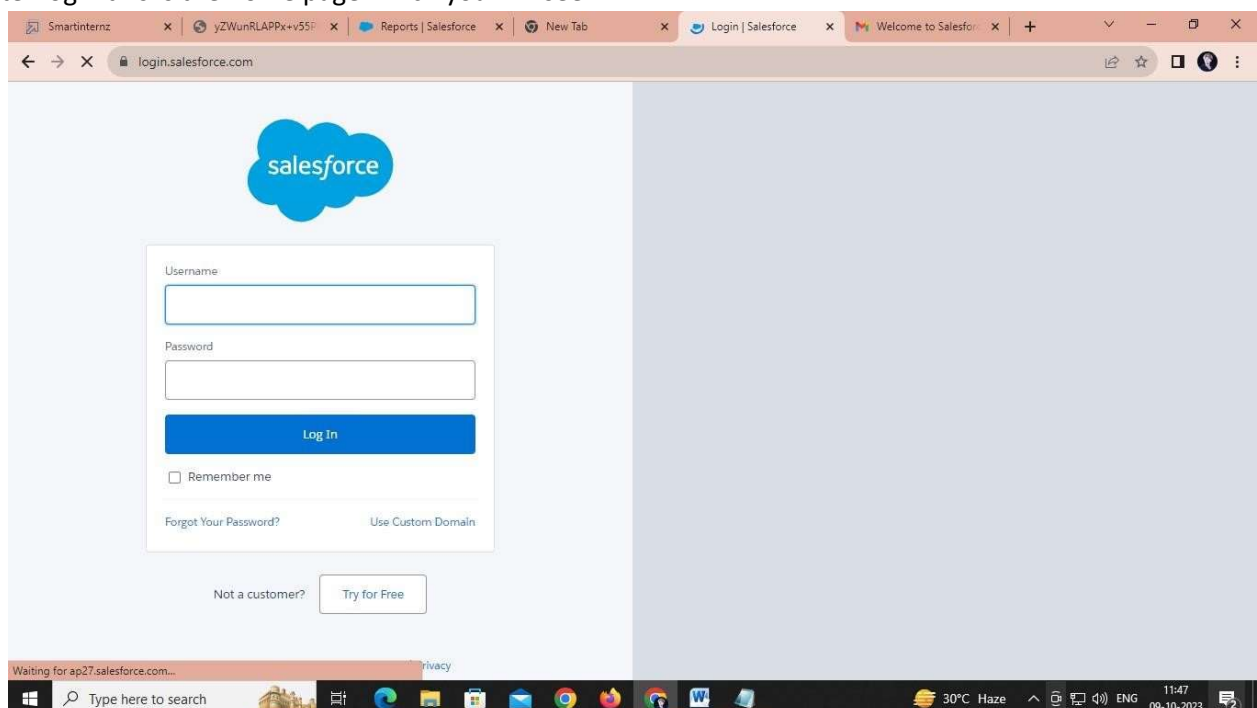 Smartinternz
yZWunRLAPPx+v55F
Reports | Salesforce
New Tab
Login | Salesforce
Welcome to Salesfor
login.salesforce.com
salesforce
Username
Password
Log In
Remember me
Forgot Your Password? Use Custom Domain
Not a customer? Try for Free
Waiting for ap27.salesforce.com...
rivacy
Type here to search
30°C Haze
ENG
11:47
09-10-2023